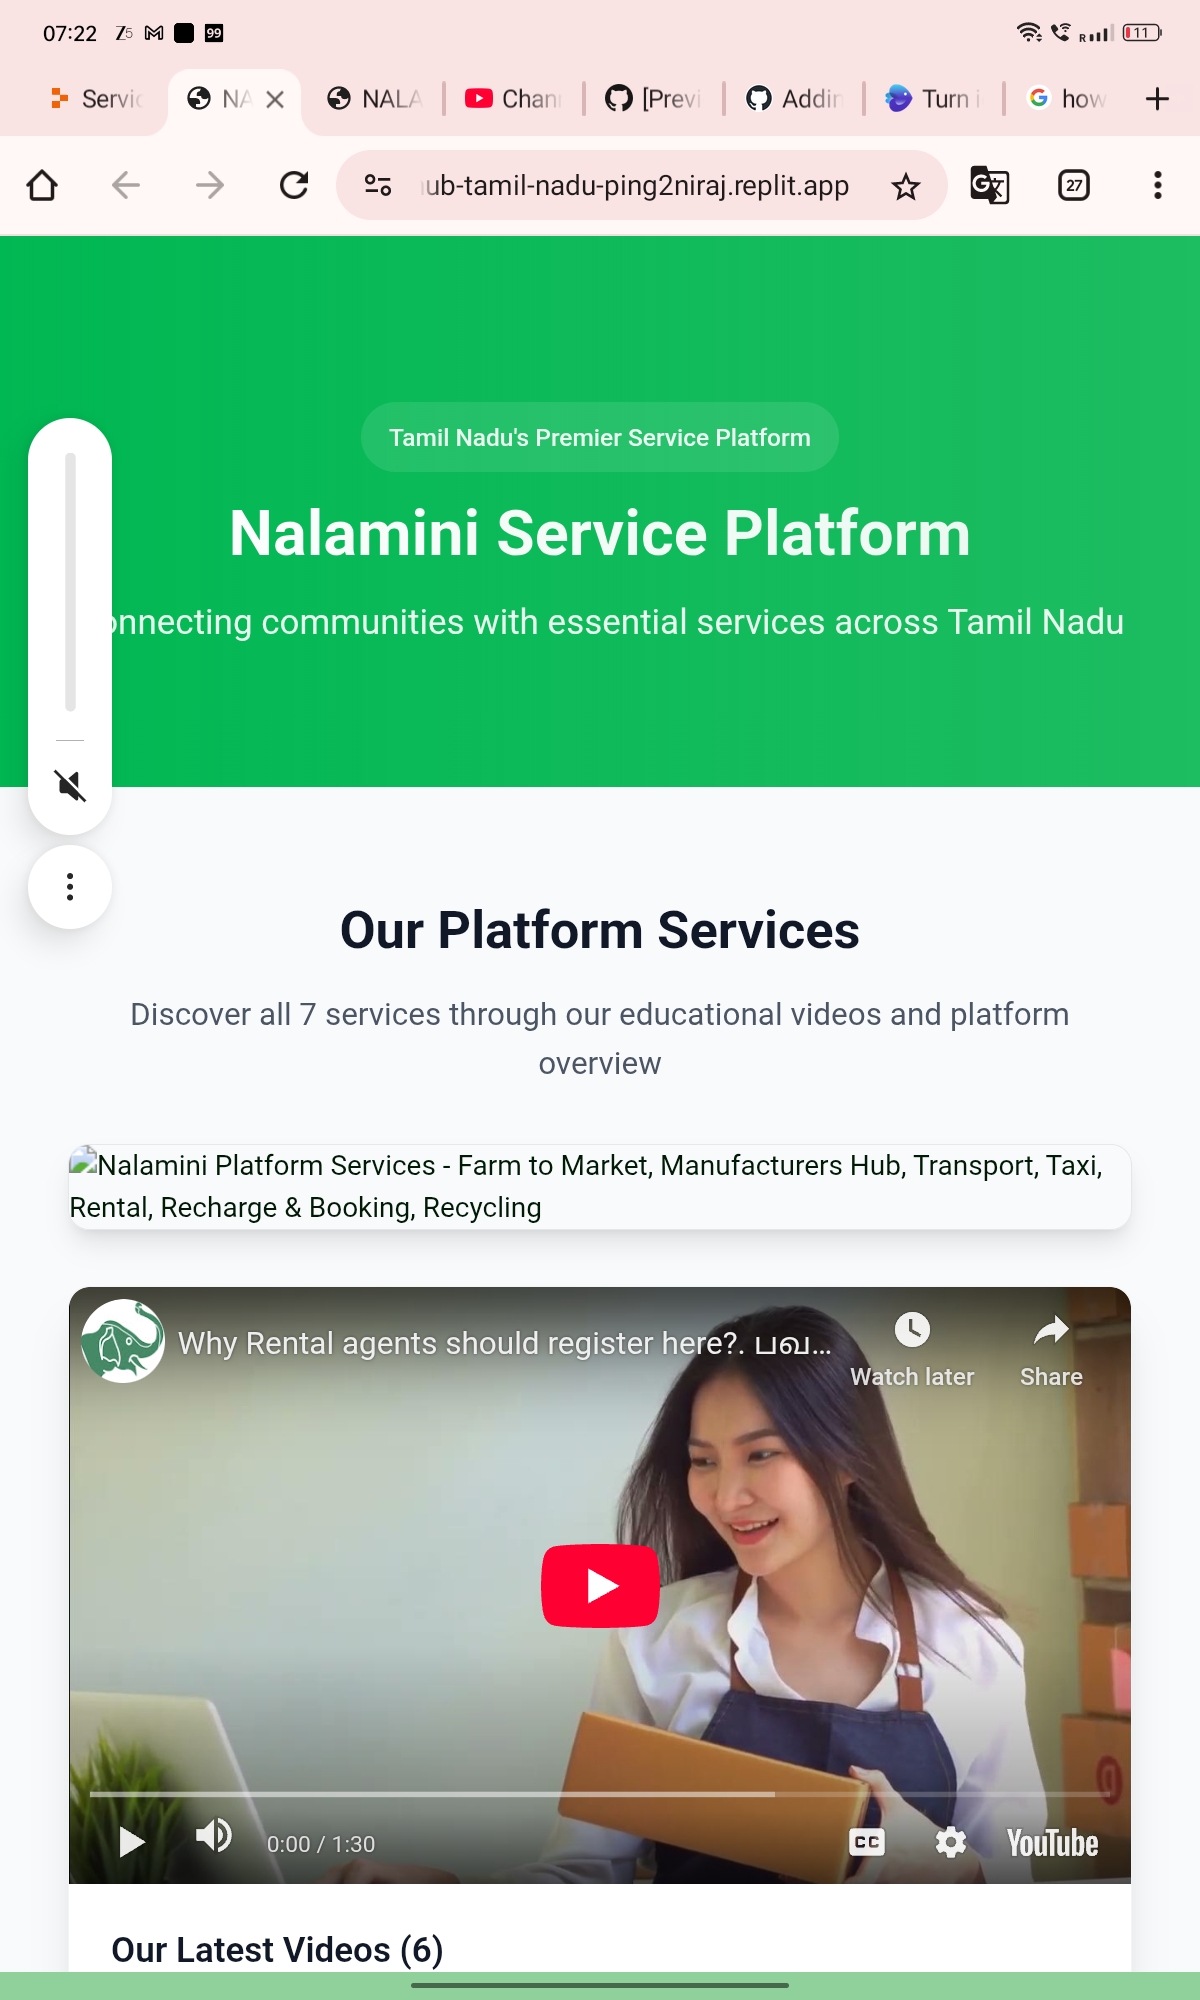 07:22 Z5 99 R 11
Servic
NA
NALA
Chan
[Previ
Addin
Turn i
how
ub-tamil-nadu-ping2niraj.replit.app
27
Tamil Nadu's Premier Service Platform
Nalamini Service Platform
onnecting communities with essential services across Tamil Nadu
Our Platform Services
Discover all 7 services through our educational videos and platform
overview
Nalamini Platform Services - Farm to Market, Manufacturers Hub, Transport, Taxi,
Rental, Recharge & Booking, Recycling
Why Rental agents should register here?. பவ...
Watch later
Share
0:00 / 1:30
CC
YouTube
Our Latest Videos (6)